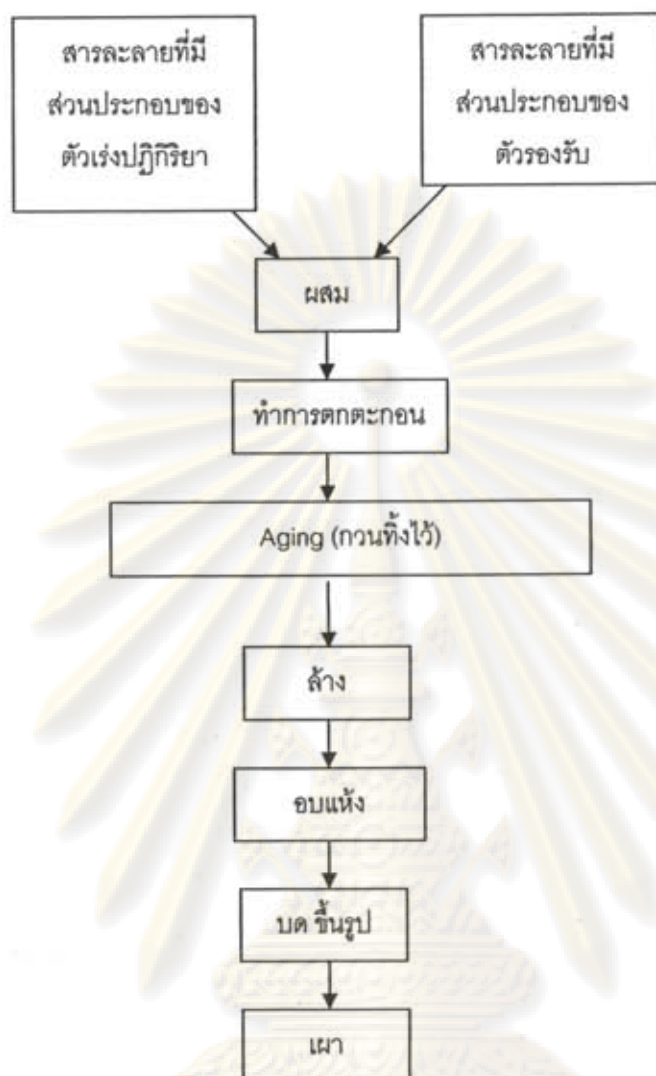 สารละลายที่มี
ส่วนประกอบของ
ตัวเร่งปฏิกิริยา
สารละลายที่มี
ส่วนประกอบของ
ตัวรองรับ
ผสม
ทำการตกตะกอน
Aging (กวนทิ้งไว้)
ล้าง
อบแห้ง
บด ขึ้นรูป
เผา